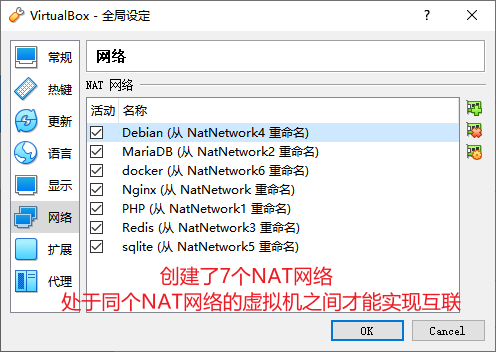 VirtualBox - 全局设定
?
常规
热键
更新
语言
显示
网络
扩展
代理
网络
NAT 网络
活动 名称
Debian (从 NatNetwork4 重命名)
MariaDB (从 NatNetwork2 重命名)
docker (从 NatNetwork6 重命名)
Nginx (从 NatNetwork 重命名)
PHP (从 NatNetwork1 重命名)
Redis (从 NatNetwork3 重命名)
sqlite (从 NatNetwork5 重命名)
创建了7个NAT网络
处于同个NAT网络的虚拟机之间才能实现互联
OK Cancel